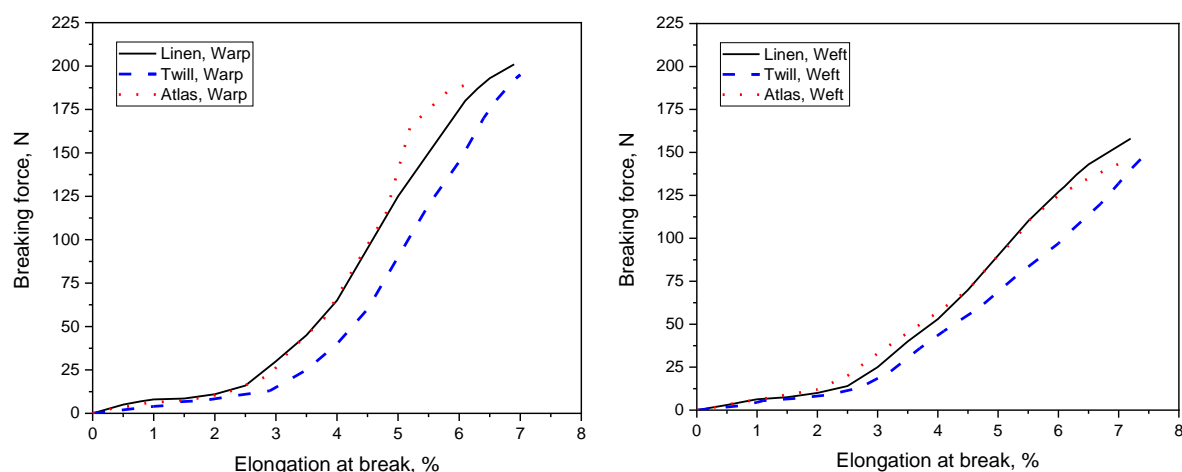 225
200
175
150
125
100
75
50
25
0
Breaking force, N
Linen, Warp
Twill, Warp
Atlas, Warp
0 1 2 3 4 5 6 7 8
Elongation at break, %
225
200
175
150
125
100
75
50
25
0
Breaking force, N
Linen, Weft
Twill, Weft
Atlas, Weft
0 1 2 3 4 5 6 7 8
Elongation at break, %